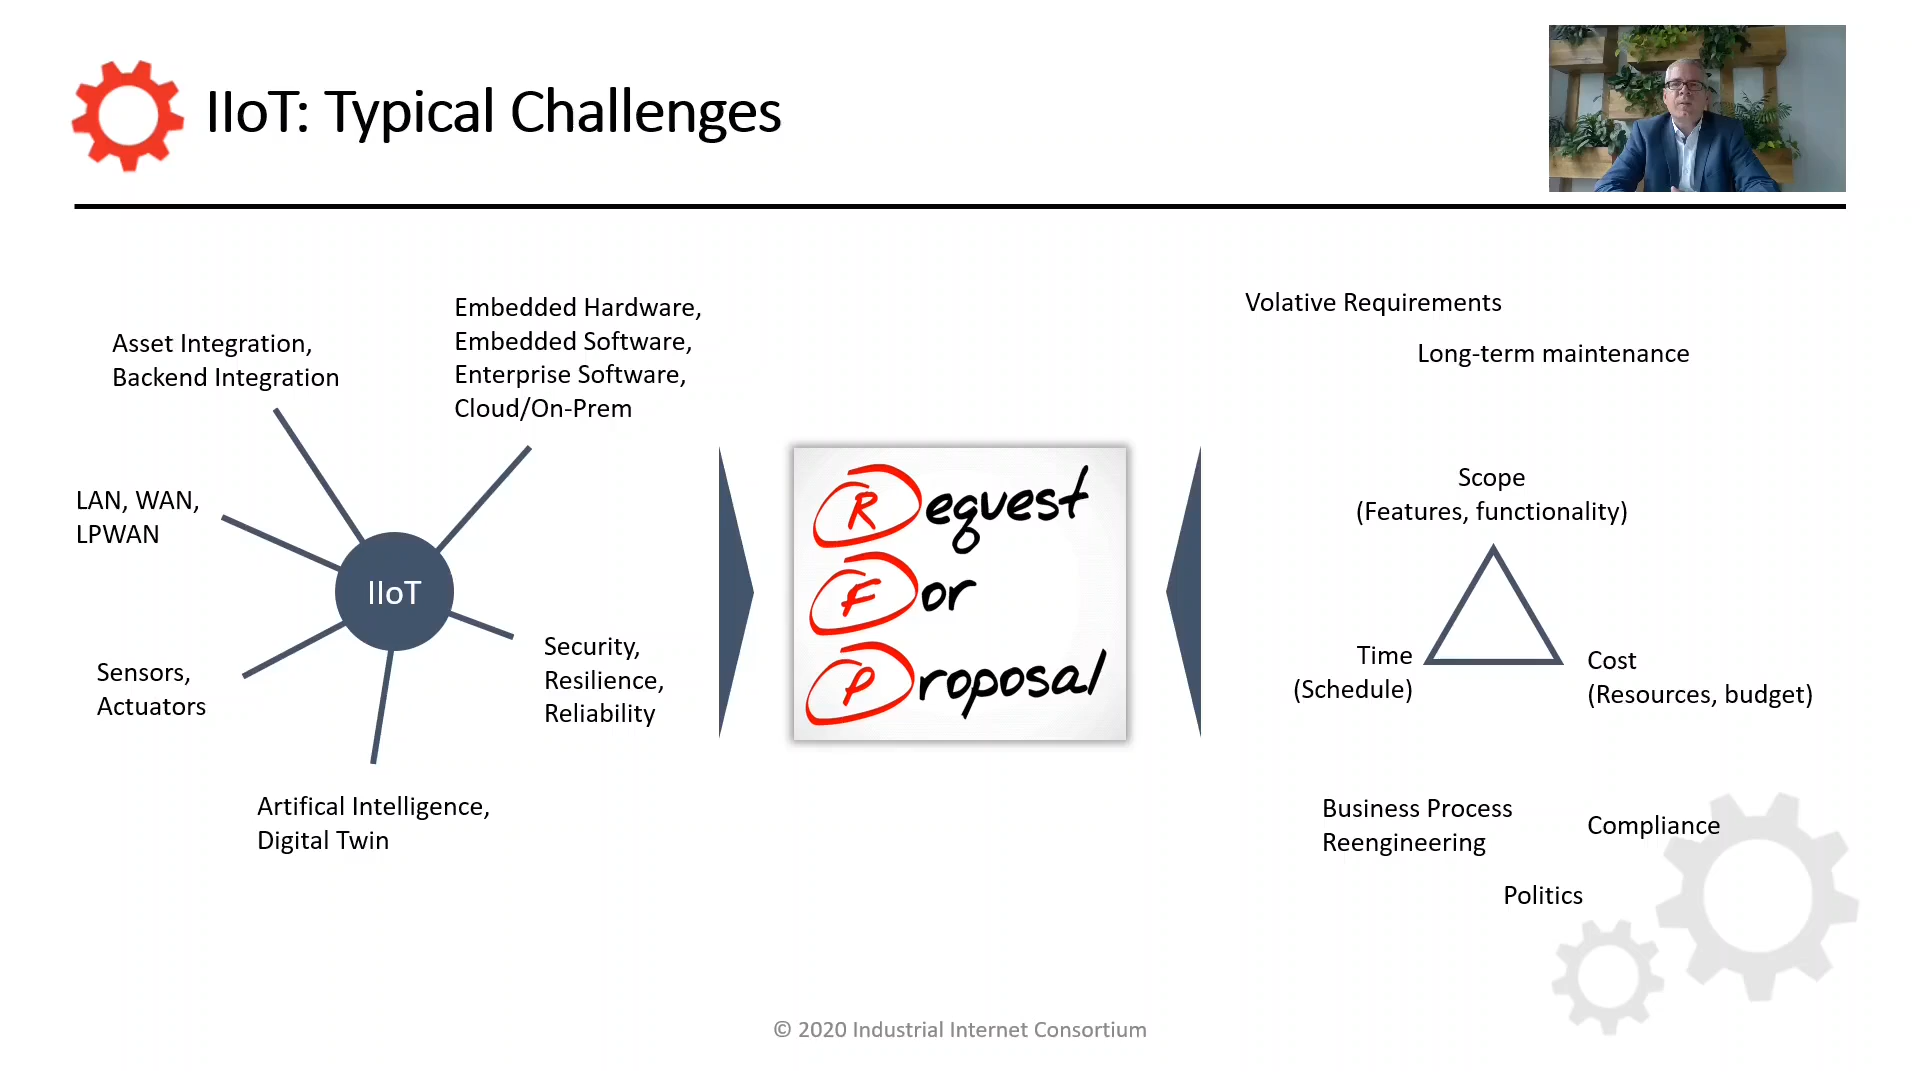 IIoT: Typical Challenges
Asset Integration,
Backend Integration
Embedded Hardware,
Embedded Software,
Enterprise Software,
Cloud/On-Prem
LAN, WAN,
LPWAN
IIoT
Sensors,
Actuators
Security,
Resilience,
Reliability
Artifical Intelligence,
Digital Twin
Request
For
Proposal
Volative Requirements
Long-term maintenance
Scope
(Features, functionality)
Time
(Schedule)
Cost
(Resources, budget)
Business Process
Reengineering
Compliance
Politics
© 2020 Industrial Internet Consortium